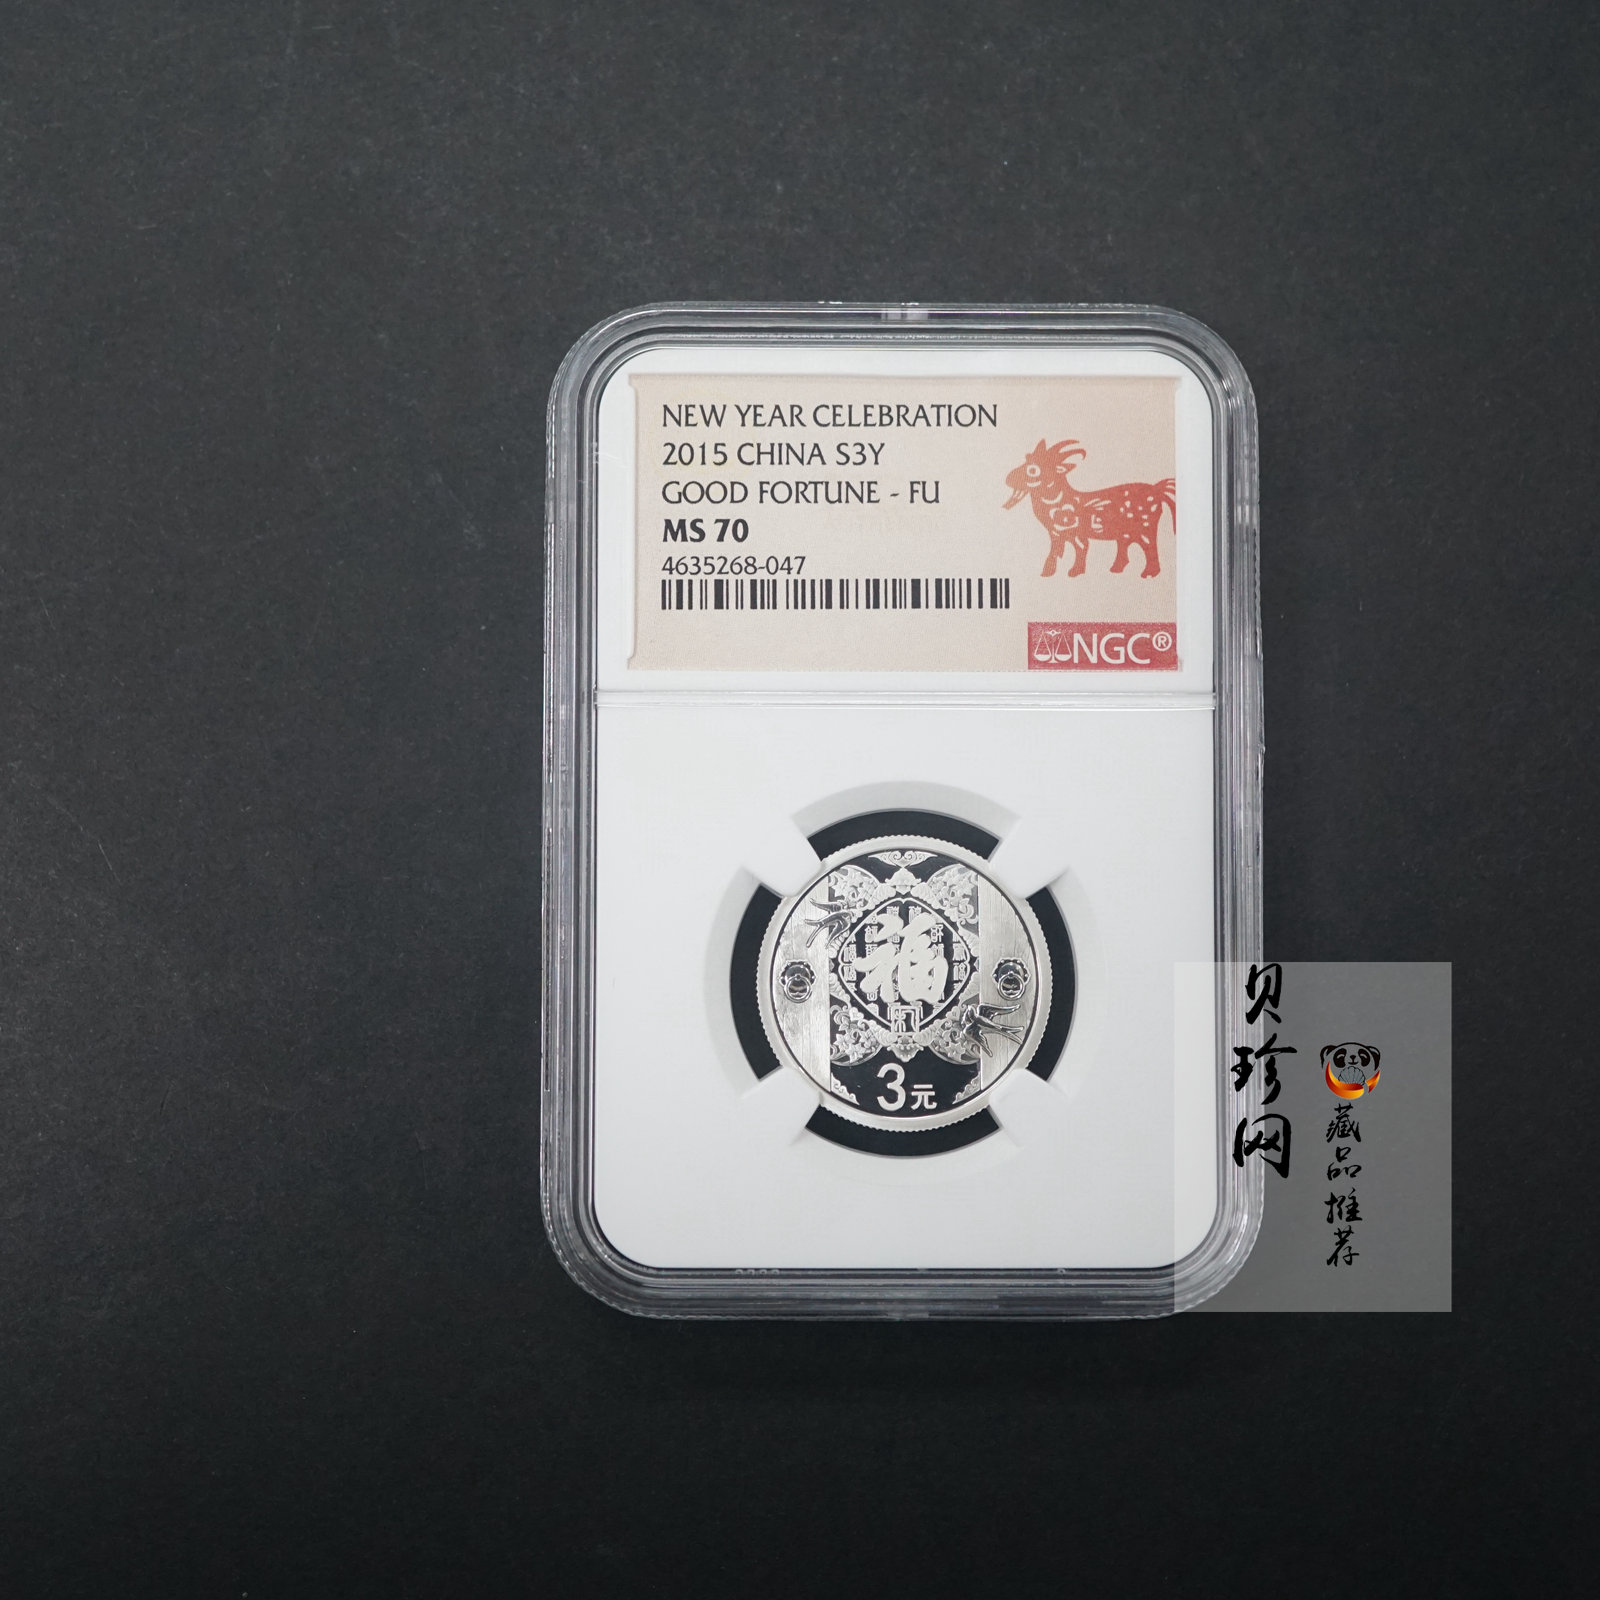 NEW YEAR CELEBRATION
2015 CHINA S3Y
GOOD FORTUNE - FU
MS 70
4635268-047
NGC®
福
3元
贝珍网
藏品推荐